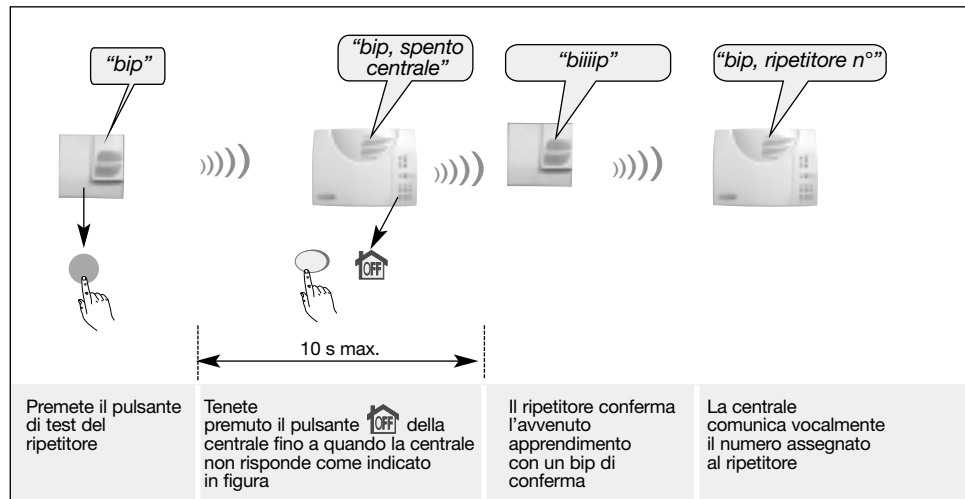 “bip”
“bip, spento
centrale”
“biiiip”
“bip, ripetitore n°”
OFF
10 s max.
Premete il pulsante
di test del
ripetitore
Tenete
premuto il pulsante OFF della
centrale fino a quando la centrale
non risponde come indicato
in figura
Il ripetitore conferma
l’avvenuto
apprendimento
con un bip di
conferma
La centrale
comunica vocalmente
il numero assegnato
al ripetitore